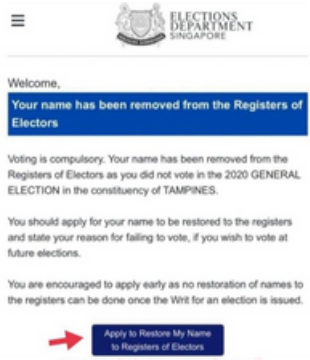 ELECTIONS
DEPARTMENT
SINGAPORE
Welcome,
Your name has been removed from the Registers of
Electors
Voting is compulsory. Your name has been removed from the
Registers of Electors as you did not vote in the 2020 GENERAL
ELECTION in the constituency of TAMPINES.
You should apply for your name to be restored to the registers
and state your reason for failing to vote, if you wish to vote at
future elections.
You are encouraged to apply early as no restoration of names to
the registers can be done once the Writ for an election is issued.
Apply to Restore My Name
to Registers of Electors